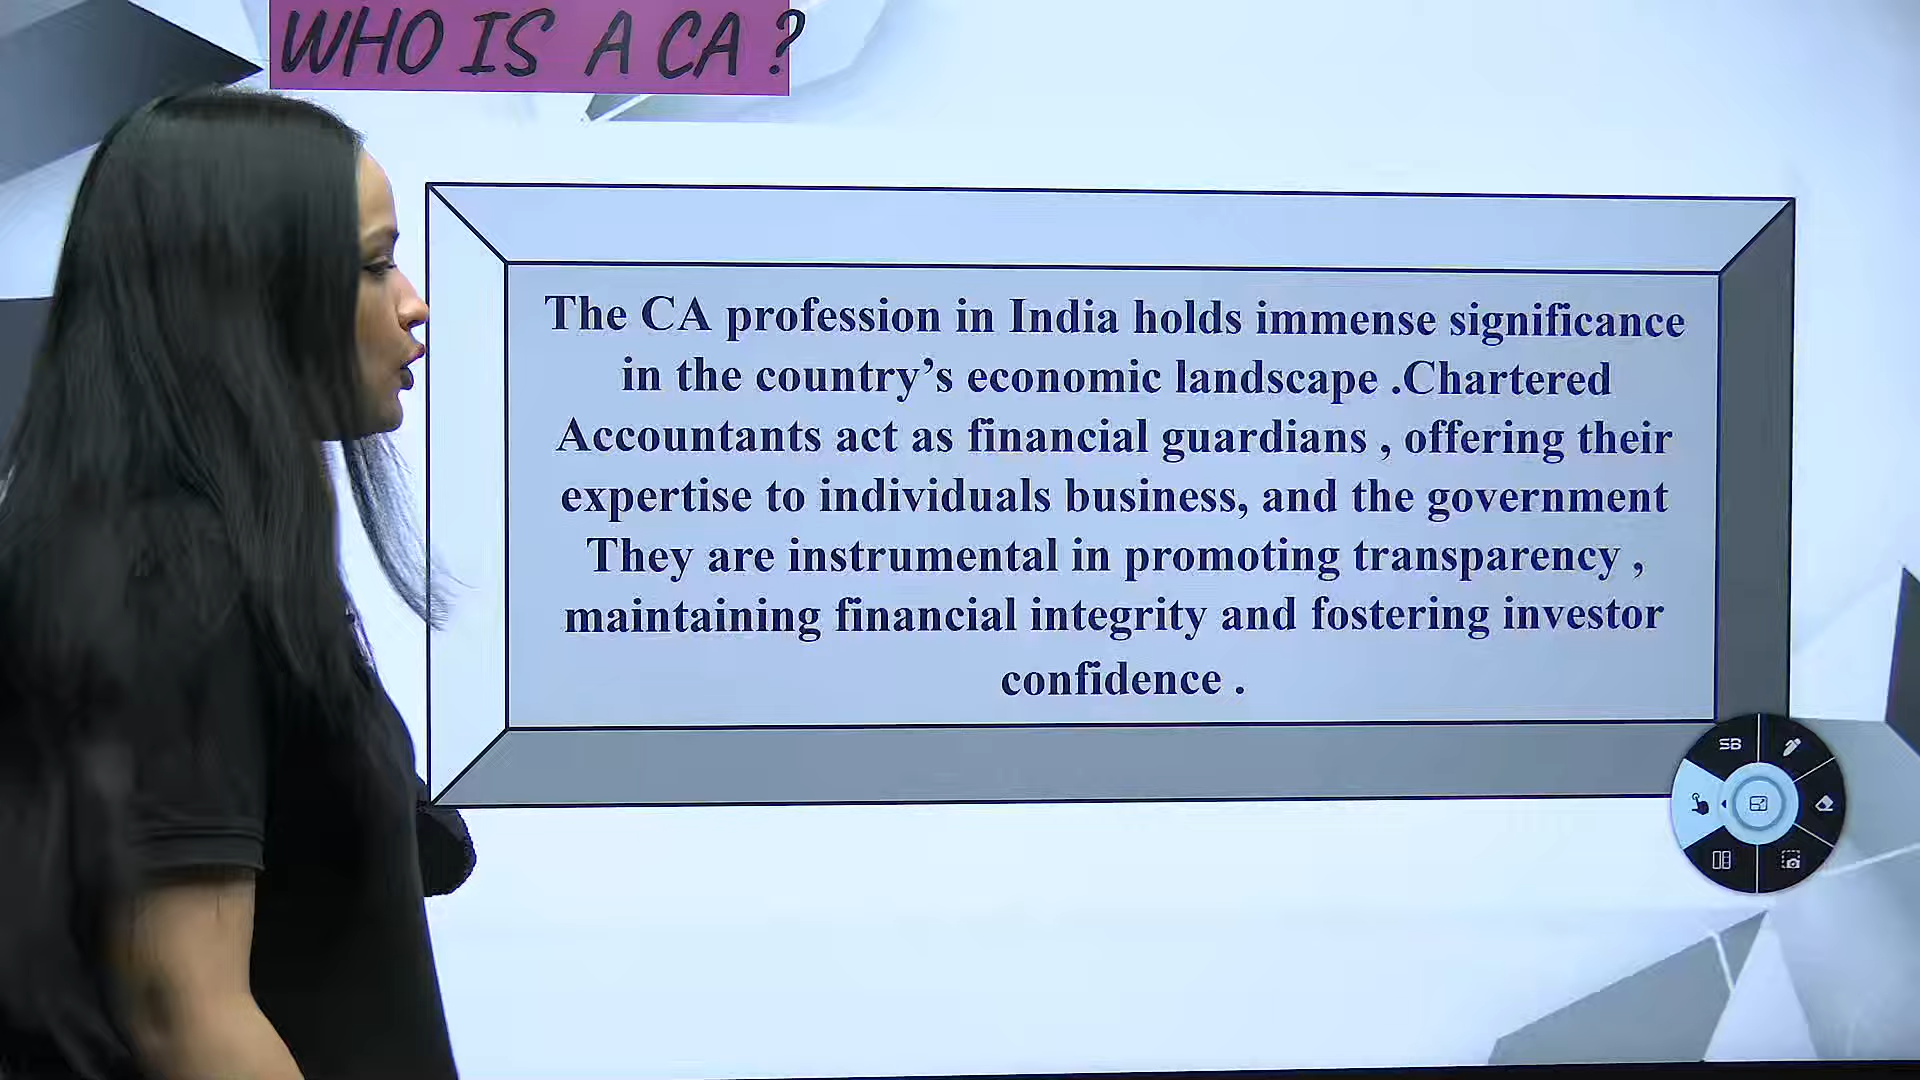 WHO IS A CA ?
The CA profession in India holds immense significance
in the country’s economic landscape .Chartered
Accountants act as financial guardians , offering their
expertise to individuals business, and the government
They are instrumental in promoting transparency ,
maintaining financial integrity and fostering investor
confidence .
SB